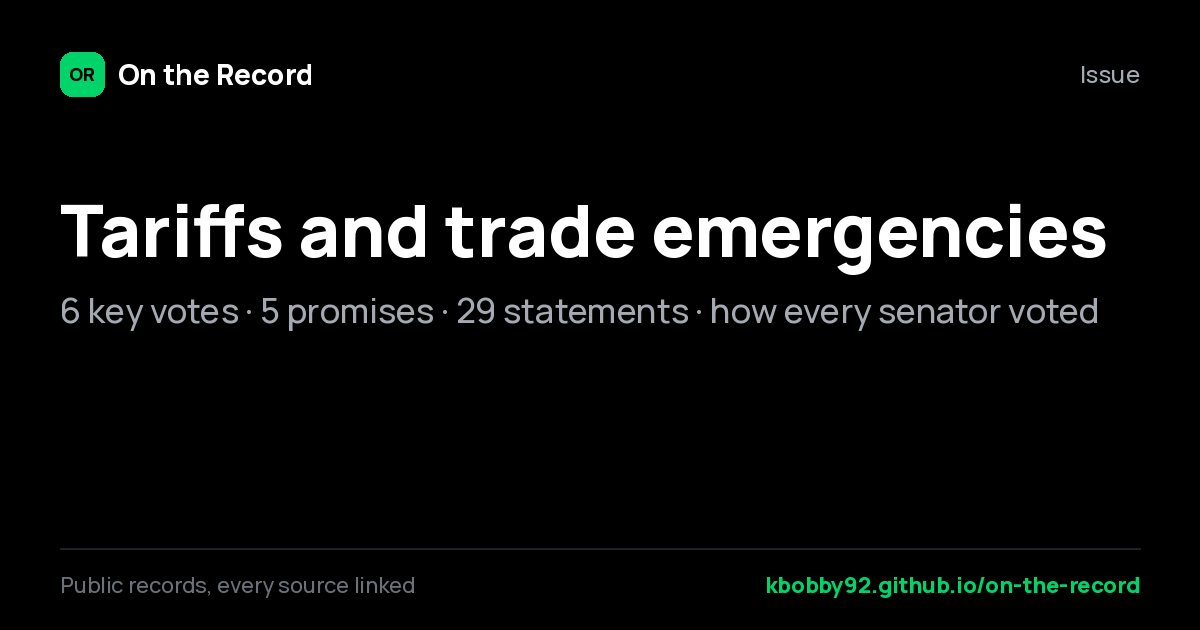 OR On the Record
Issue
Tariffs and trade emergencies
6 key votes · 5 promises · 29 statements · how every senator voted
Public records, every source linked
kbobby92.github.io/on-the-record